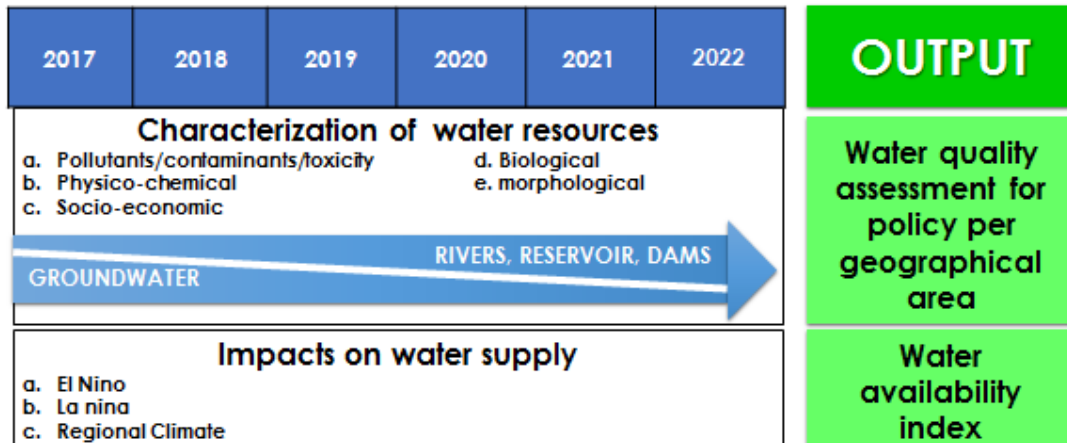 2017 2018 2019 2020 2021 2022 OUTPUT
Characterization of water resources
a. Pollutants/contaminants/toxicity
b. Physico-chemical
c. Socio-economic
d. Biological
e. morphological
RIVERS, RESERVOIR, DAMS
GROUNDWATER
Water quality
assessment for
policy per
geographical
area
Impacts on water supply
a. El Nino
b. La nina
c. Regional Climate
Water
availability
index